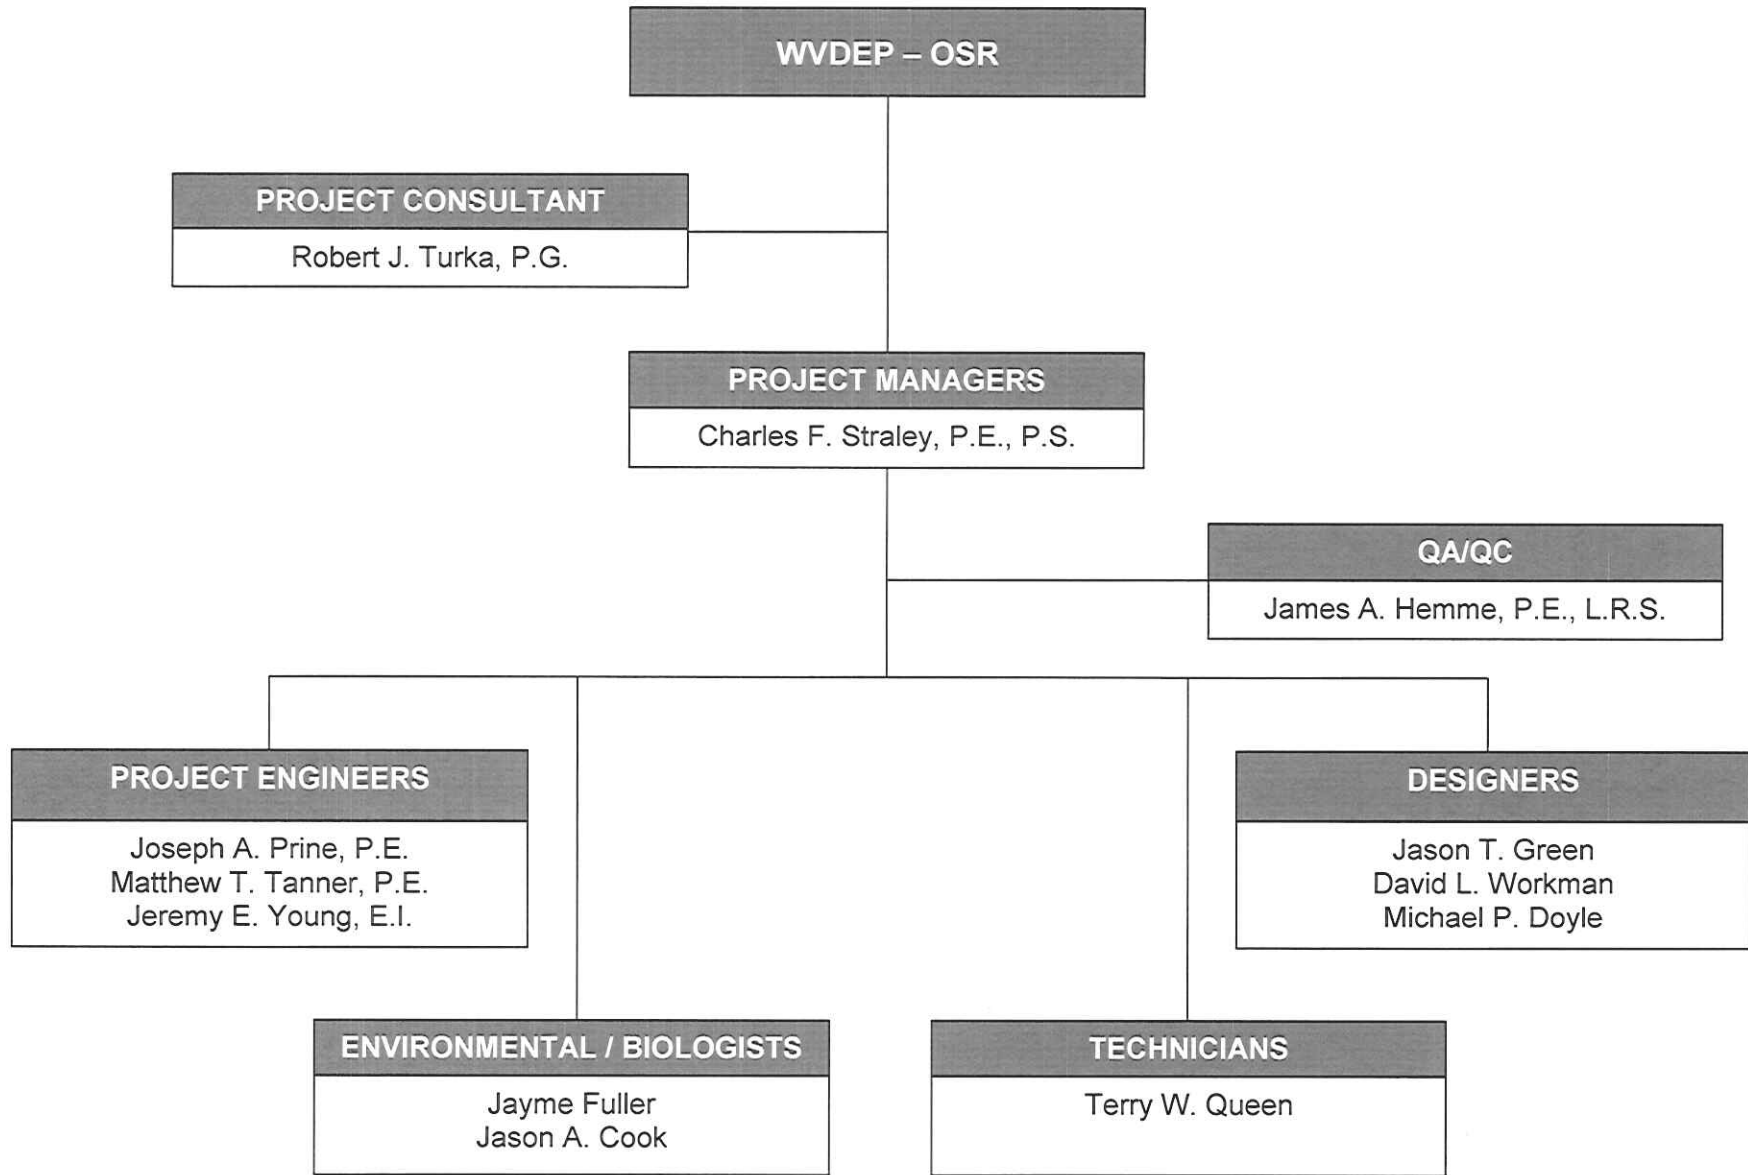 WVDEP – OSR
PROJECT CONSULTANT
Robert J. Turka, P.G.
PROJECT MANAGERS
Charles F. Straley, P.E., P.S.
QA/QC
James A. Hemme, P.E., L.R.S.
PROJECT ENGINEERS
Joseph A. Prine, P.E.
Matthew T. Tanner, P.E.
Jeremy E. Young, E.I.
DESIGNERS
Jason T. Green
David L. Workman
Michael P. Doyle
ENVIRONMENTAL / BIOLOGISTS
Jayme Fuller
Jason A. Cook
TECHNICIANS
Terry W. Queen